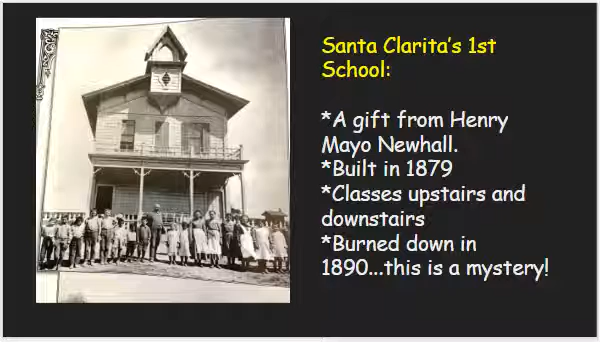 Santa Clarita's 1st
School:
*A gift from Henry
Mayo Newhall.
*Built in 1879
*Classes upstairs and
downstairs
*Burned down in
1890...this is a mystery!